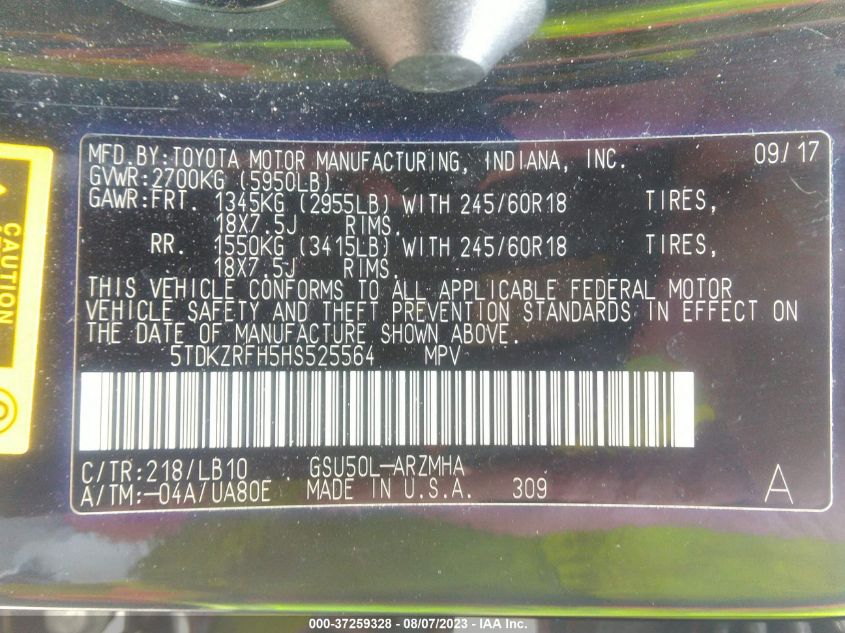 MFD.BY:TOYOTA MOTOR MANUFACTURING, INDIANA, INC. 09/17
GVWR:2700KG (5950LB)
GAWR:FRT. 1345KG (2955LB) WITH 245/60R18 TIRES,
18X7.5J RIMS.
RR. 1550KG (3415LB) WITH 245/60R18 TIRES,
18X7.5J RIMS.
THIS VEHICLE CONFORMS TO ALL APPLICABLE FEDERAL MOTOR
VEHICLE SAFETY AND THEFT PREVENTION STANDARDS IN EFFECT ON
THE DATE OF MANUFACTURE SHOWN ABOVE.
5TDKZRFH5HS525564 MPV
C/TR:218/LB10 GSU50L-ARZMHA
A/TM:-04A/UA80E MADE IN U.S.A. 309 A
CAUTION
000-37259328 - 08/07/2023 - IAA Inc.